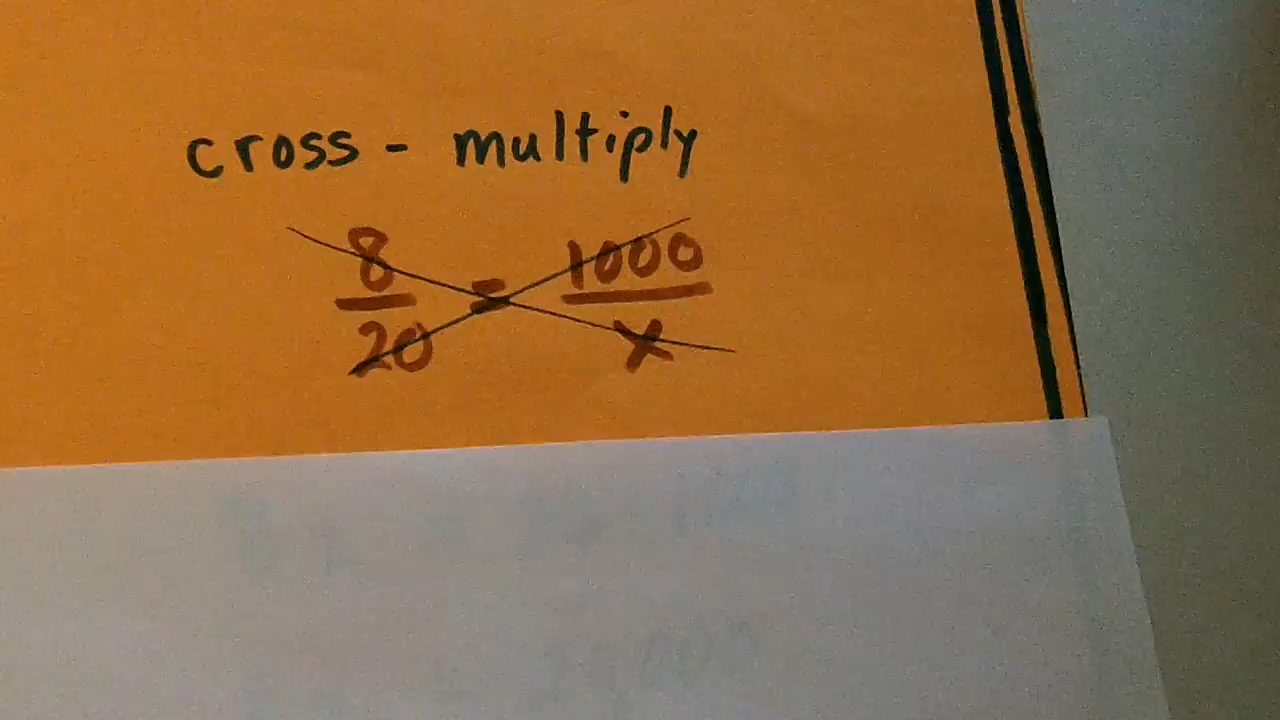 cross - multiply
8/20 = 1000/x